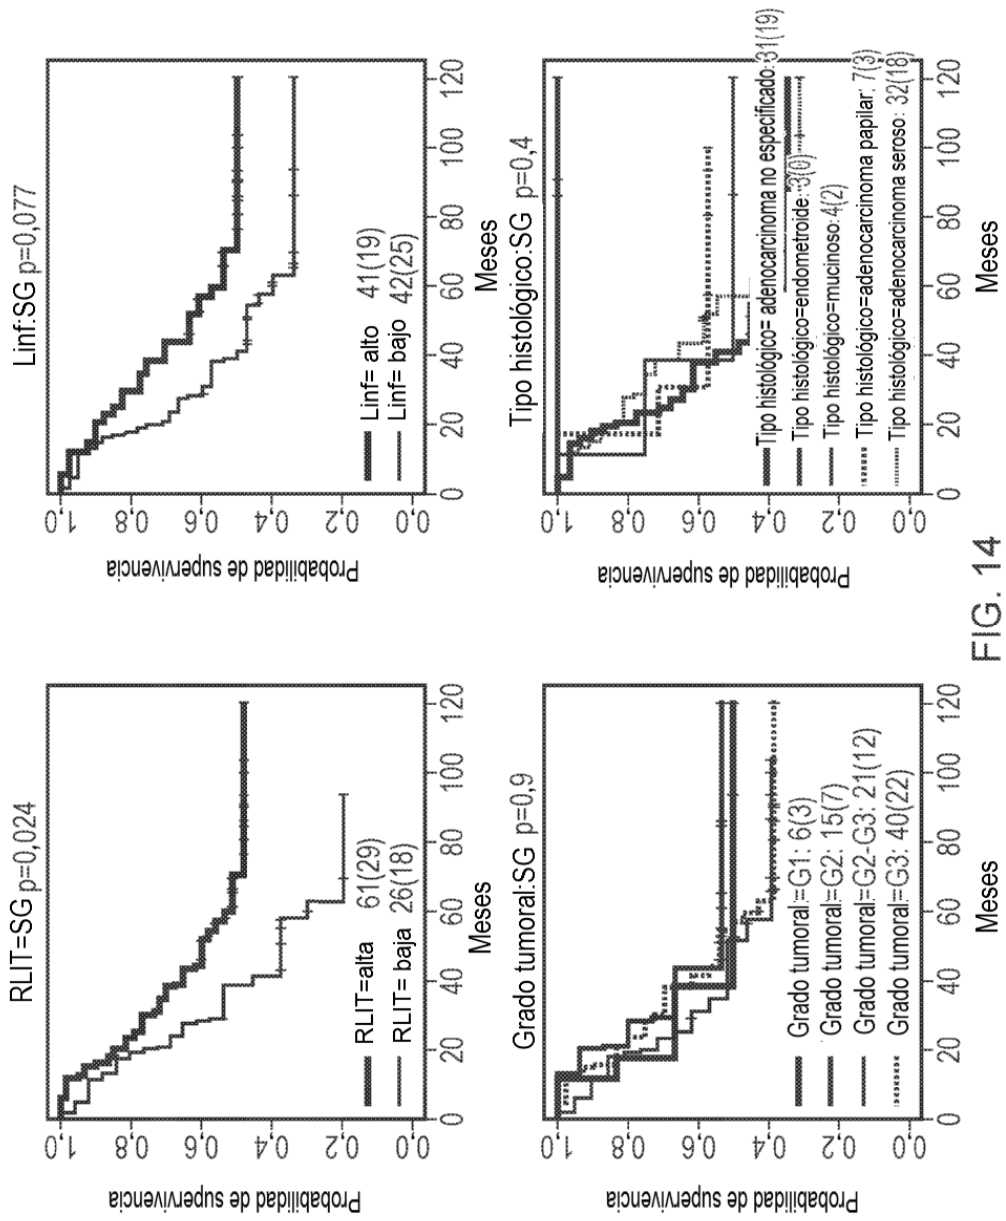 RLIT=SG p=0,024
Probabilidad de supervivencia
1,0
0,8
0,6
0,4
0,2
0,0
RLIT=alta 61(29)
RLIT= baja 26(18)
0 20 40 60 80 100 120
Meses
Linf:SG p=0,077
Probabilidad de supervivencia
1,0
0,8
0,6
0,4
0,2
0,0
Linf= alto 41(19)
Linf= bajo 42(25)
0 20 40 60 80 100 120
Meses
Grado tumoral:SG p=0,9
Probabilidad de supervivencia
1,0
0,8
0,6
0,4
0,2
0,0
Grado tumoral=G1: 6(3)
Grado tumoral=G2: 15(7)
Grado tumoral=G2-G3: 21(12)
Grado tumoral=G3: 40(22)
0 20 40 60 80 100 120
Meses
Tipo histológico:SG p=0,4
Probabilidad de supervivencia
1,0
0,8
0,6
0,4
0,2
0,0
Tipo histológico= adenocarcinoma no especificado:31(19)
Tipo histológico=endometroide: 3(0)
Tipo histológico=mucinoso: 4(2)
Tipo histológico=adenocarcinoma papilar: 7(3)
Tipo histológico=adenocarcinoma seroso: 32(18)
0 20 40 60 80 100 120
Meses
FIG. 14